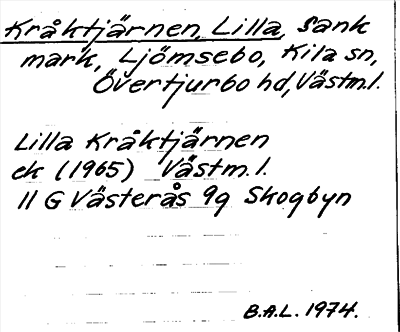 Kråktjärnen, Lilla, Sank
mark, Ljömsebo, Kila sn,
Övertjurbo hd, Västm.l.
Lilla Kråktjärnen
ek (1965) Västm.l.
11 G Västerås 9g Skogbyn
B.A.L. 1974.